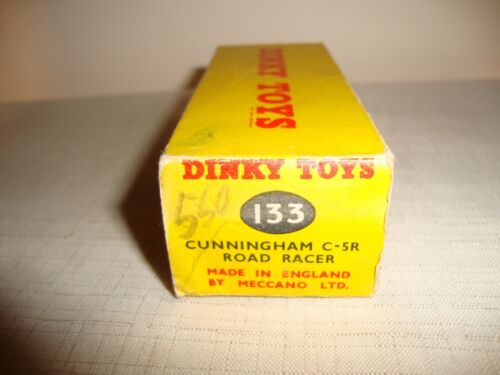 DINKY TOYS
DINKY TOYS
133
CUNNINGHAM C-5R
ROAD RACER
MADE IN ENGLAND
BY MECCANO LTD.